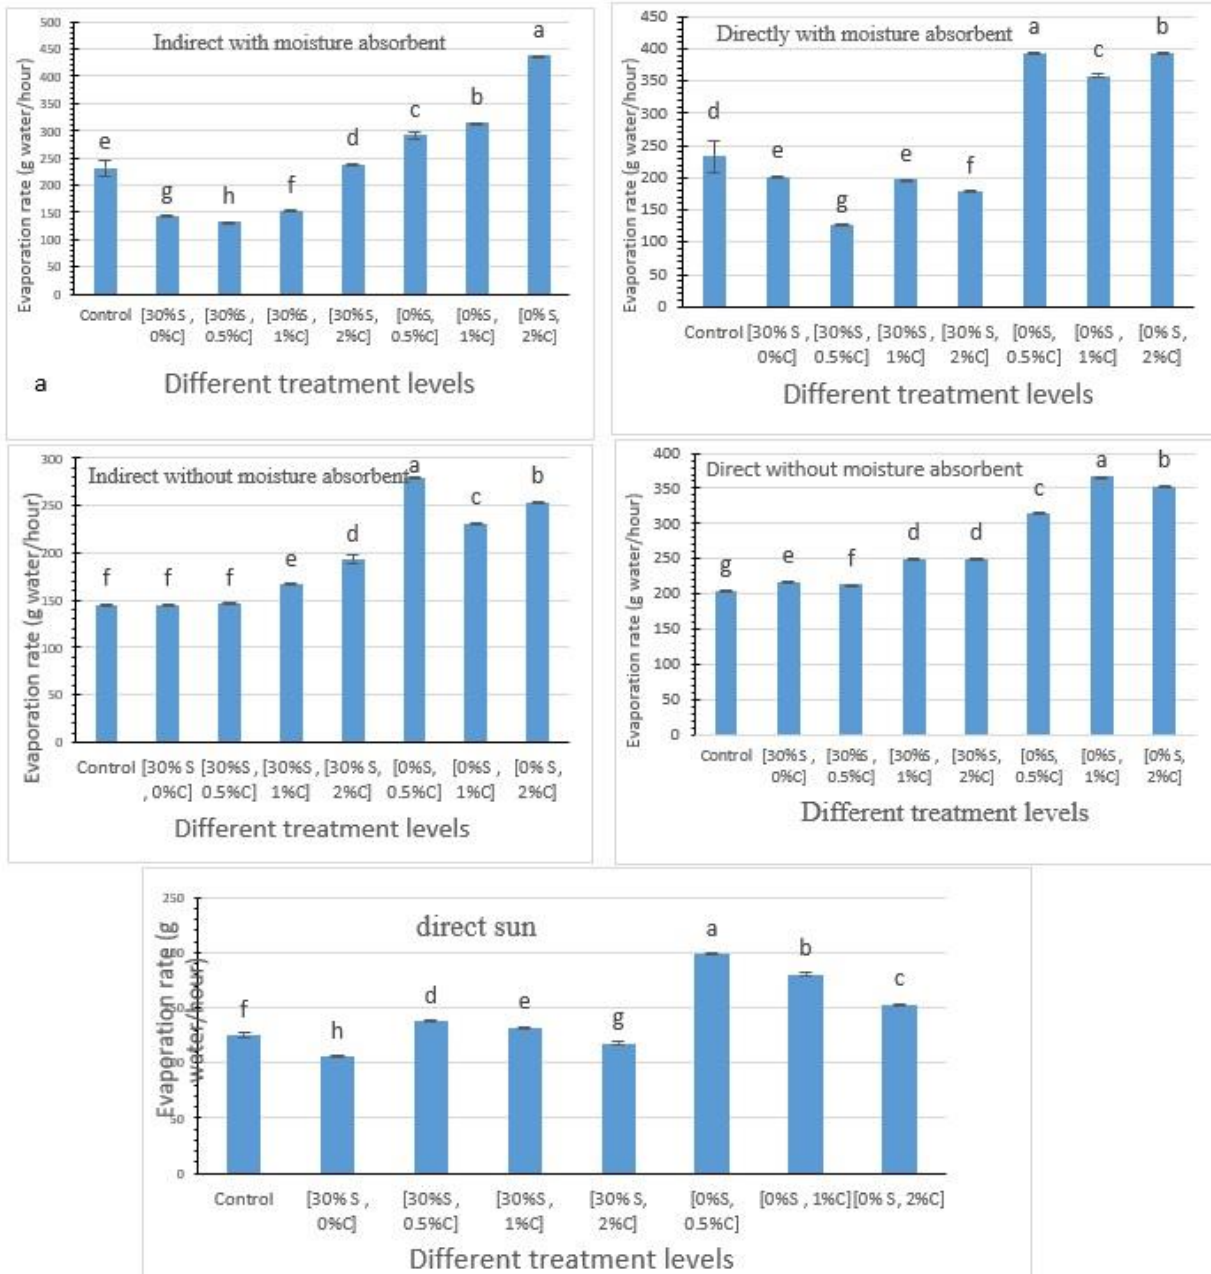 Indirect with moisture absorbent
Evaporation rate (g water/hour)
500
450
400
350
300
250
200
150
100
50
0
e
g
h
f
d
c
b
a
Control [30%S , [30%S , [30%S , [30%S , [0%S, [0%S , [0% S,
0%C] 0.5%C] 1%C] 2%C] 0.5%C] 1%C] 2%C]
a
Different treatment levels
Directly with moisture absorbent
Evaporation rate (g water/hour)
450
400
350
300
250
200
150
100
50
0
d
e
g
e
f
a
c
b
Control [30% S , [30%S , [30%S , [30% S, [0%S, [0%S , [0% S,
0%C] 0.5%C] 1%C] 2%C] 0.5%C] 1%C] 2%C]
Different treatment levels
Indirect without moisture absorbent
Evaporation rate (g water/hour)
300
250
200
150
100
50
0
f
f
f
e
d
a
c
b
Control [30% S [30%S , [30%S , [30% S, [0%S, [0%S , [0% S,
, 0%C] 0.5%C] 1%C] 2%C] 0.5%C] 1%C] 2%C]
Different treatment levels
Direct without moisture absorbent
Evaporation rate (g water/hour)
400
350
300
250
200
150
100
50
0
g
e
f
d
d
c
a
b
Control [30% S , [30%S , [30%S , [30%S, [0%S, [0%S , [0% S,
0%C] 0.5%C] 1%C] 2%C] 0.5%C] 1%C] 2%C]
Different treatment levels
direct sun
Evaporation rate (g
water/hour)
250
50
0
f
h
d
e
g
a
b
c
Control [30% S , [30%S , [30%S , [30% S, [0%S, [0%S , 1%C] [0% S, 2%C]
0%C] 0.5%C] 1%C] 2%C] 0.5%C]
Different treatment levels